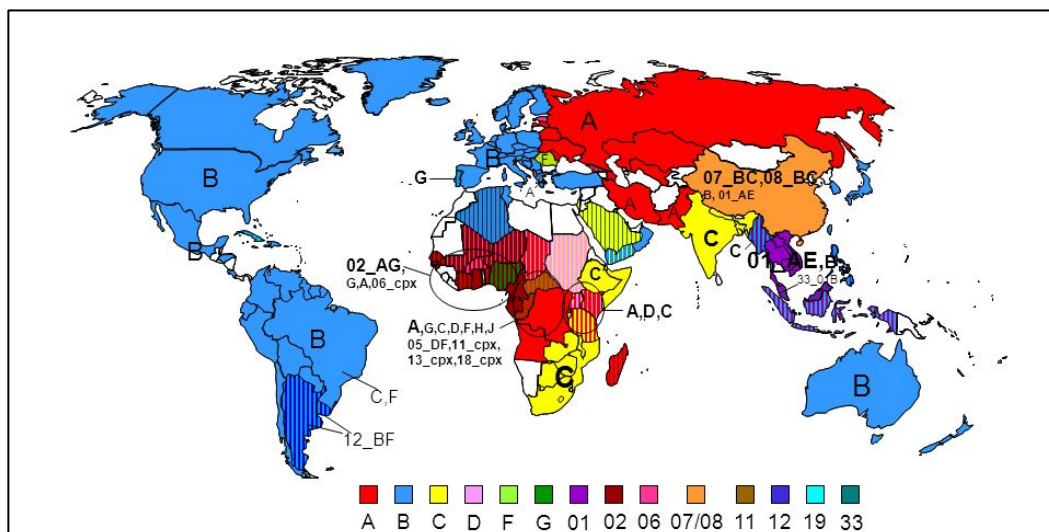 A
B
B
07_BC,08_BC,
B, 01_AE
G
A
A
A
B
C
C
01_AE,B,
33_01B
02_AG,
G,A,06_cpx
C
A,G,C,D,F,H,J
05_DF,11_cpx,
13_cpx,18_cpx
A,D,C
B
C
B
C,F
12_BF
B
A B C D F G 01 02 06 07/08 11 12 19 33